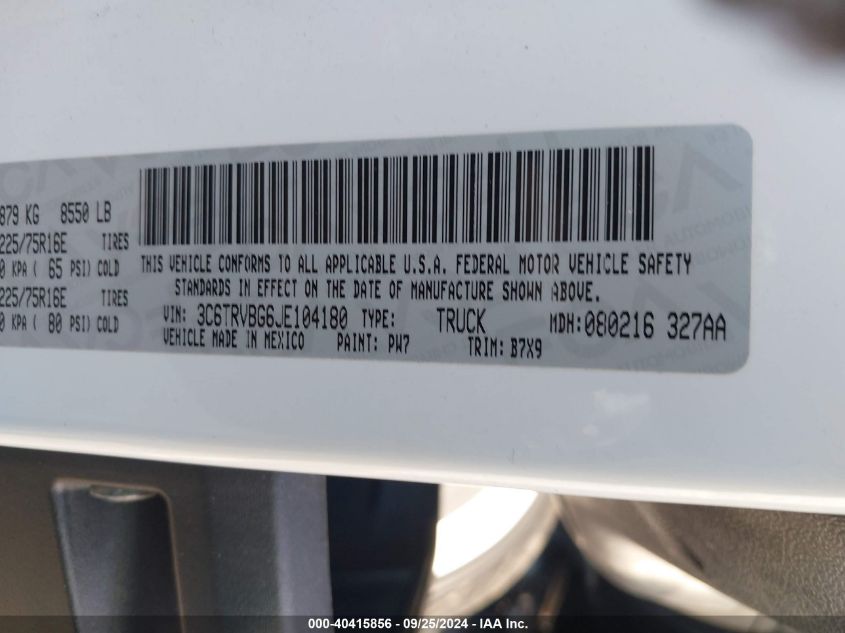 879 KG 8550 LB
225/75R16E TIRES
0 KPA ( 65 PSI) COLD
225/75R16E TIRES
0 KPA ( 80 PSI) COLD
THIS VEHICLE CONFORMS TO ALL APPLICABLE U.S.A. FEDERAL MOTOR VEHICLE SAFETY
STANDARDS IN EFFECT ON THE DATE OF MANUFACTURE SHOWN ABOVE.
VIN: 3C6TRVBG6JE104180 TYPE: TRUCK MDH: 080216 327AA
VEHICLE MADE IN MEXICO PAINT: PW7 TRIM: B7X9
000-40415856 - 09/25/2024 - IAA Inc.